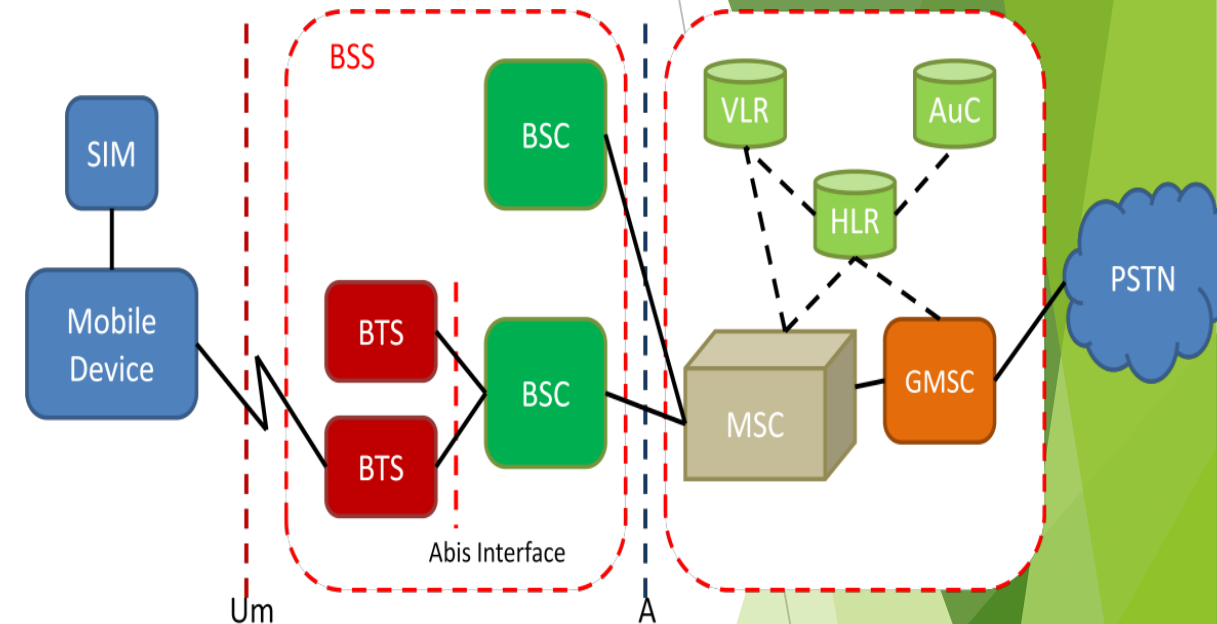 BSS
SIM
Mobile
Device
BTS
BTS
BSC
BSC
Abis Interface
Um
A
VLR
AuC
HLR
MSC
GMSC
PSTN